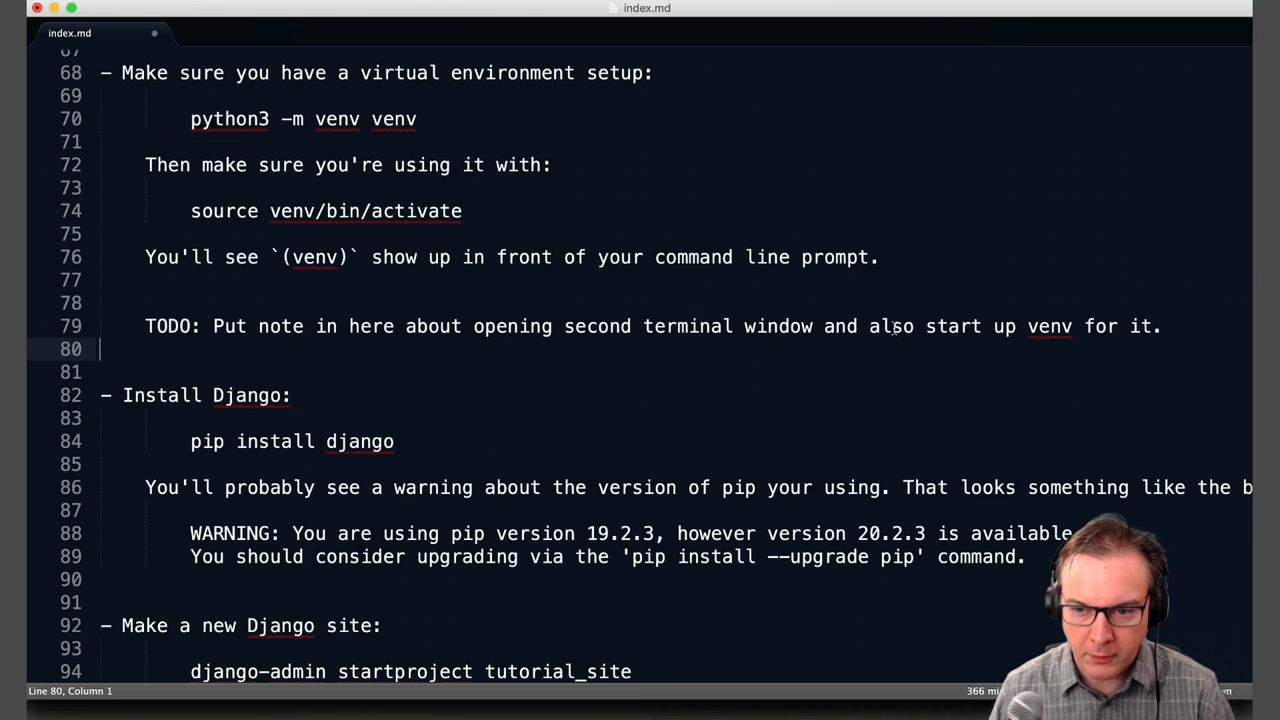 index.md
index.md
67
68 - Make sure you have a virtual environment setup:
69
70 python3 -m venv venv
71
72 Then make sure you're using it with:
73
74 source venv/bin/activate
75
76 You'll see `(venv)` show up in front of your command line prompt.
77
78
79 TODO: Put note in here about opening second terminal window and also start up venv for it.
80
81
82 - Install Django:
83
84 pip install django
85
86 You'll probably see a warning about the version of pip your using. That looks something like the b
87
88 WARNING: You are using pip version 19.2.3, however version 20.2.3 is available
89 You should consider upgrading via the 'pip install --upgrade pip' command.
90
91
92 - Make a new Django site:
93
94 django-admin startproject tutorial_site
Line 80, Column 1
366